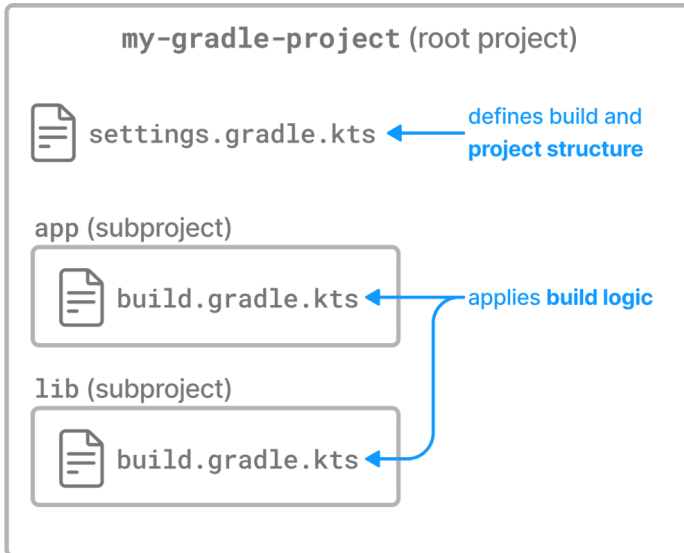 my-gradle-project (root project)
settings.gradle.kts
defines build and
project structure
app (subproject)
build.gradle.kts
applies build logic
lib (subproject)
build.gradle.kts